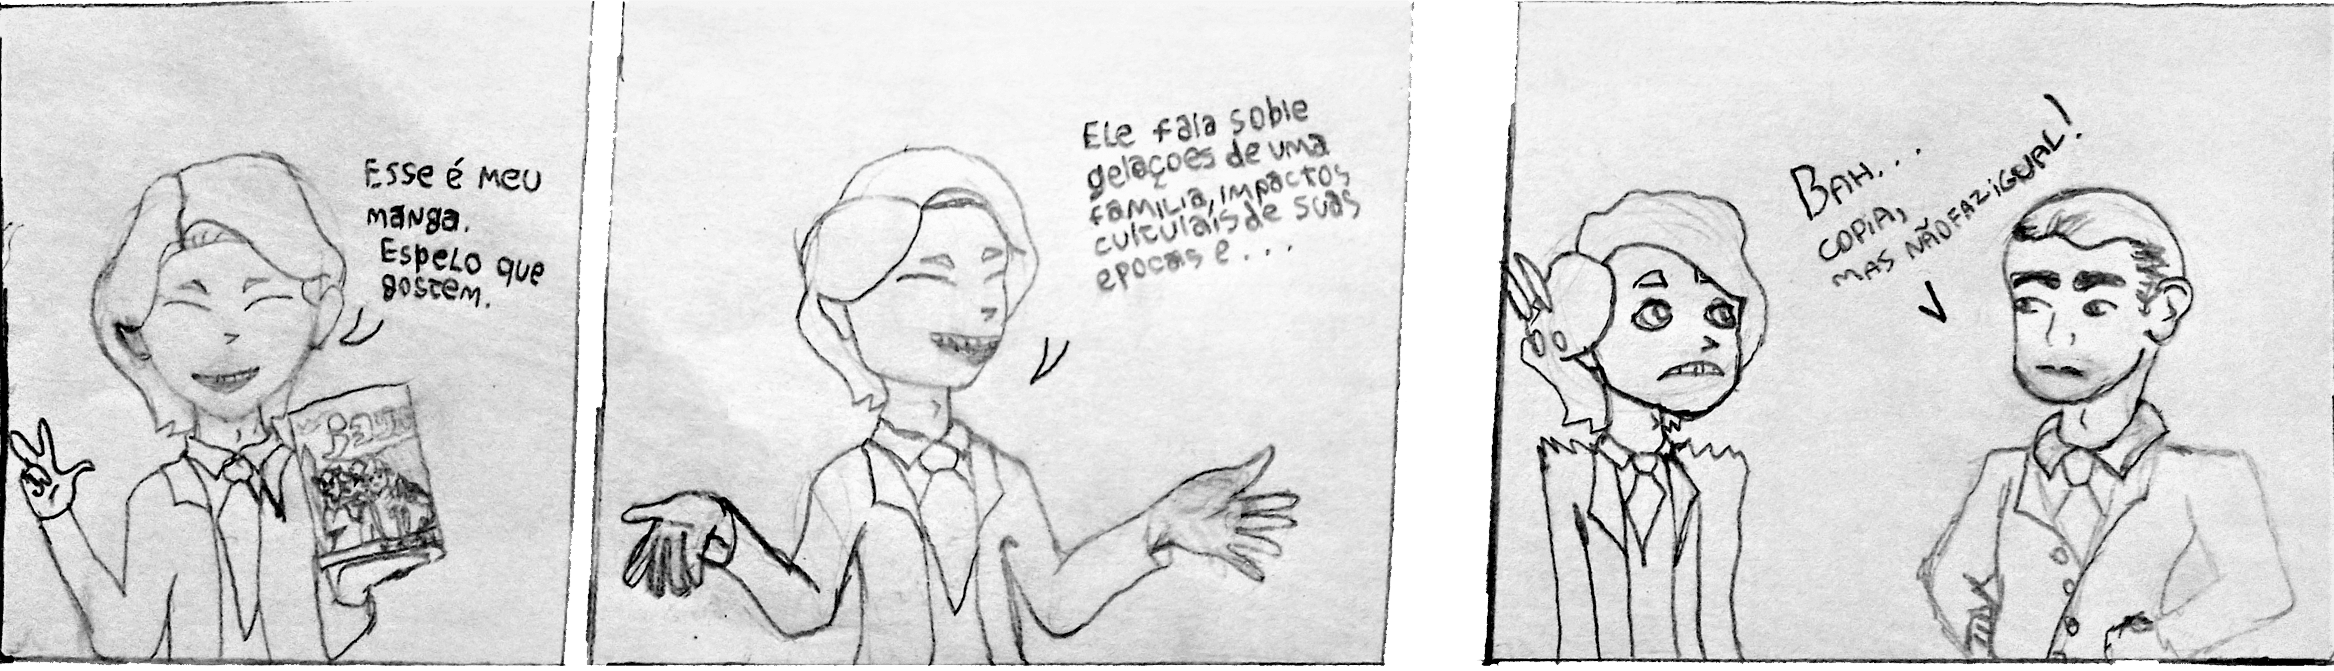 Esse é meu
manga.
Espelo que
gostem.
Ele fala soble
gelações de uma
familia, impactos
cultulais de suas
epocas e...
Bah...
copia,
mas não faz igual!